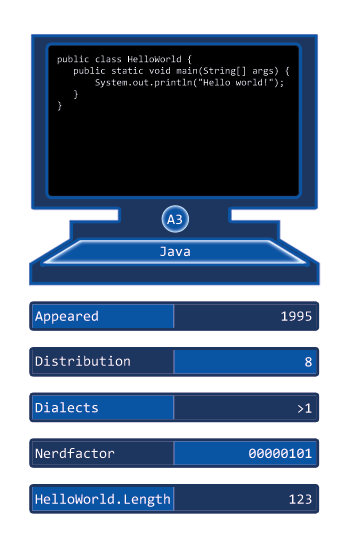 public class HelloWorld {
   public static void main(String[] args) {
       System.out.println("Hello world!");
   }
}
A3
Java
Appeared 1995
Distribution 8
Dialects >1
Nerdfactor 00000101
HelloWorld.Length 123